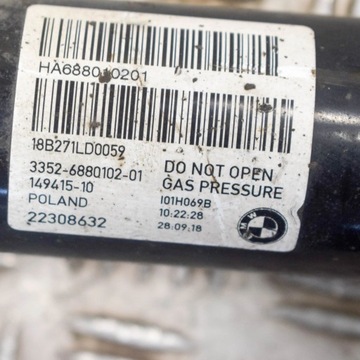 HA688010201
18B271LD0059
3352-6880102-01
149415-10
POLAND
22308632
DO NOT OPEN
GAS PRESSURE
I01H069B
10:22:28
28.09.18
BMW